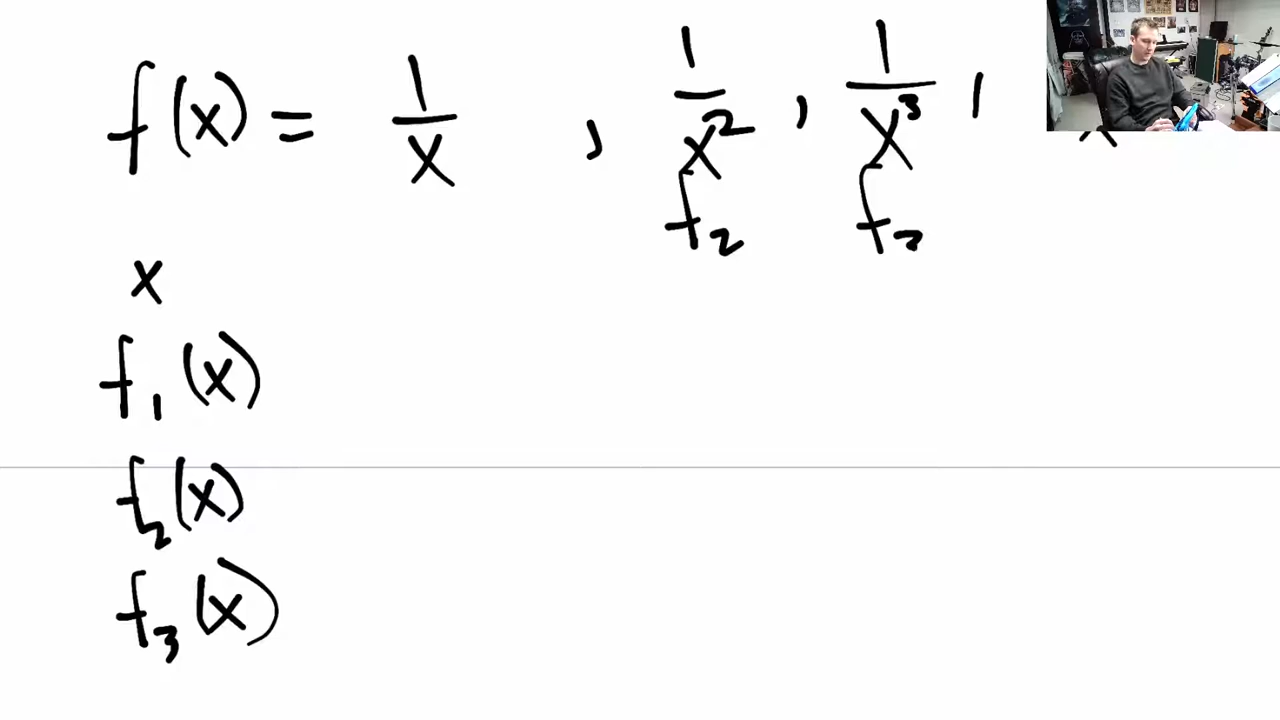 f(x) = 1/x , 1/x² , 1/x³ ,
f₂ f₃
x
f₁(x)
f₂(x)
f₃(x)